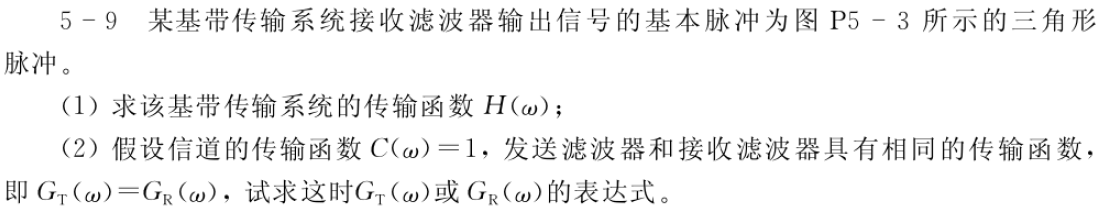 5－9 某基带传输系统接收滤波器输出信号的基本脉冲为图 P5－3 所示的三角形
脉冲。
(1) 求该基带传输系统的传输函数 H(ω)；
(2) 假设信道的传输函数 C(ω)＝1，发送滤波器和接收滤波器具有相同的传输函数，
即 G_T(ω)＝G_R(ω)，试求这时G_T(ω)或 G_R(ω)的表达式。